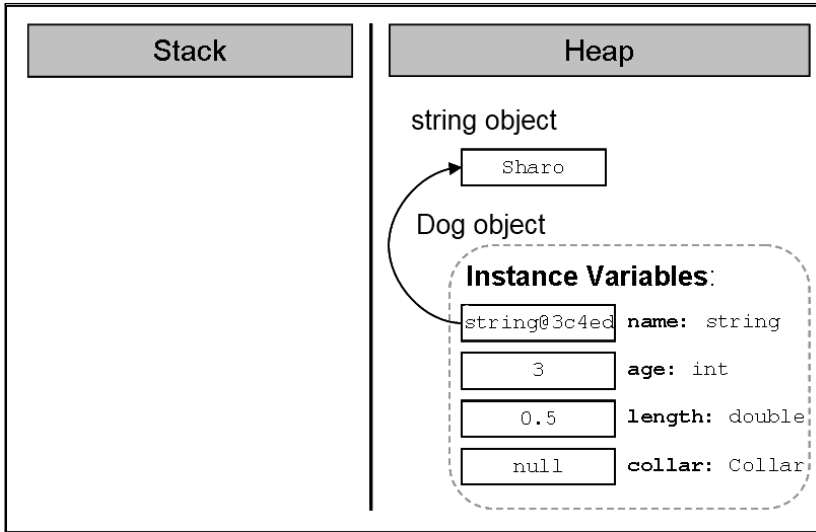 Stack
Heap
string object
Sharo
Dog object
Instance Variables:
string@3c4ed name: string
3 age: int
0.5 length: double
null collar: Collar